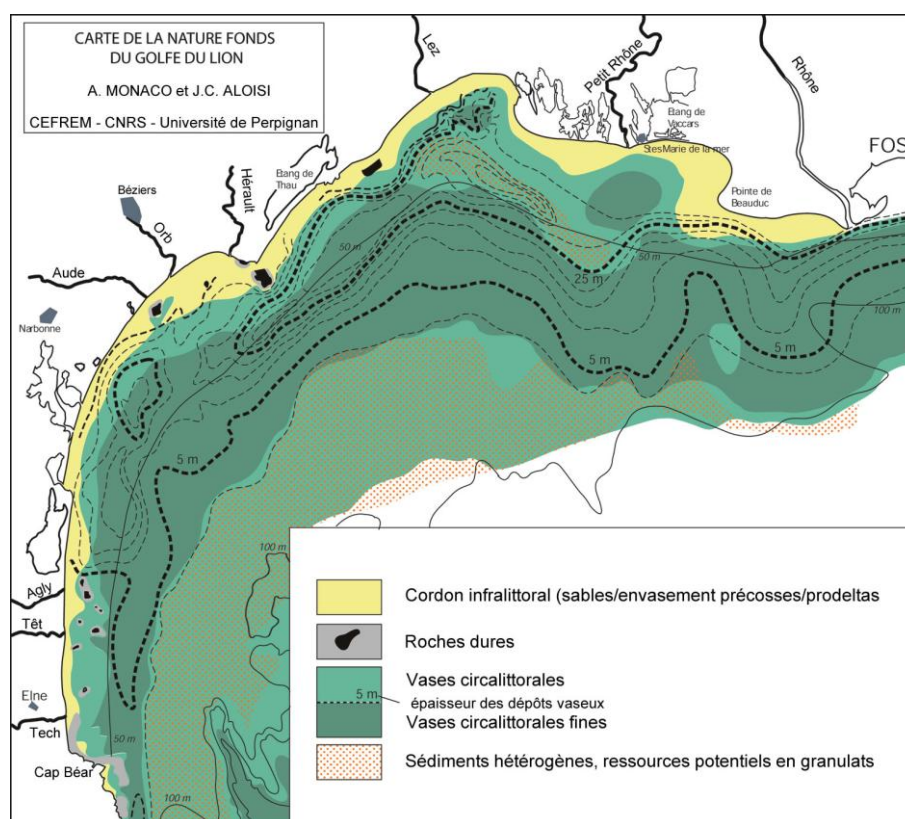 CARTE DE LA NATURE FONDS
DU GOLFE DU LION
A. MONACO et J.C. ALOISI
CEFREM - CNRS - Université de Perpignan
Lez
Petit Rhône
Rhône
Etang de
Vaccars
StesMarie de la mer
FOS
Pointe de
Beauduc
Etang de
Thau
Hérault
Béziers
Orb
Aude
Narbonne
50 m
50 m
25 m
100 m
5 m
5 m
5 m
100 m
Agly
Têt
Elne
Tech
50 m
Cap Béar
100 m
Cordon infralittoral (sables/envasement précosses/prodeltas
Roches dures
Vases circalittorales
5 m
épaisseur des dépôts vaseux
Vases circalittorales fines
Sédiments hétérogènes, ressources potentiels en granulats